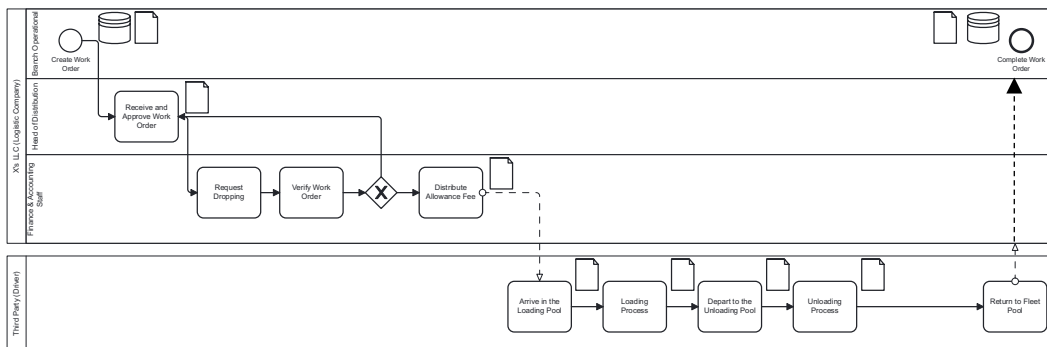 X's LLC (Logistic Company)
Branch Operational
Create Work
Order
Complete Work
Order
Head of Distribution
Receive and
Approve Work
Order
Finance & Accounting
Staff
Request
Dropping
Verify Work
Order
X
Distribute
Allowance Fee
Third Party (Driver)
Arrive in the
Loading Pool
Loading
Process
Depart to the
Unloading Pool
Unloading
Process
Return to Fleet
Pool